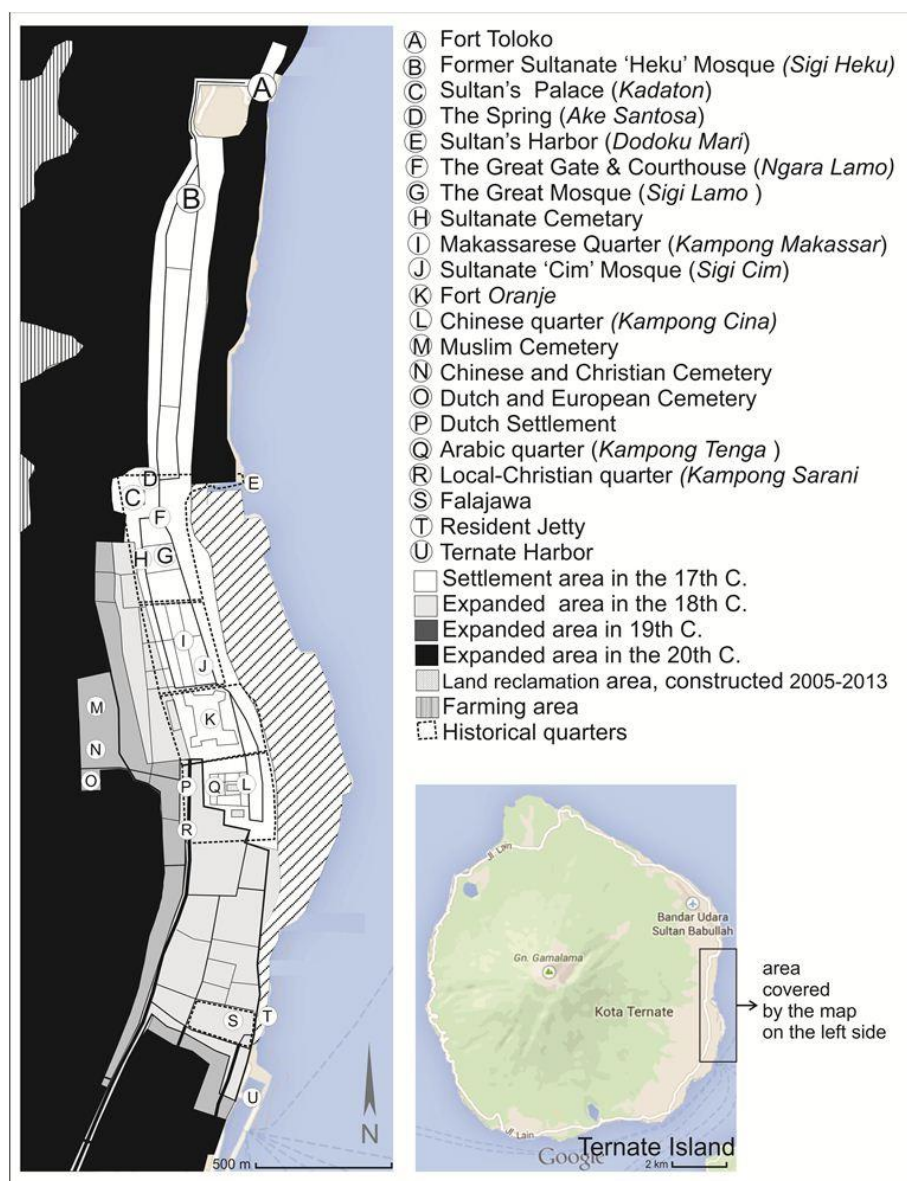 A Fort Toloko
B Former Sultanate ‘Heku’ Mosque (Sigi Heku)
C Sultan’s Palace (Kadaton)
D The Spring (Ake Santosa)
E Sultan’s Harbor (Dodoku Mari)
F The Great Gate & Courthouse (Ngara Lamo)
G The Great Mosque (Sigi Lamo )
H Sultanate Cemetary
I Makassarese Quarter (Kampong Makassar)
J Sultanate ‘Cim’ Mosque (Sigi Cim)
K Fort Oranje
L Chinese quarter (Kampong Cina)
M Muslim Cemetery
N Chinese and Christian Cemetery
O Dutch and European Cemetery
P Dutch Settlement
Q Arabic quarter (Kampong Tenga )
R Local-Christian quarter (Kampong Sarani
S Falajawa
T Resident Jetty
U Ternate Harbor
Settlement area in the 17th C.
Expanded area in the 18th C.
Expanded area in 19th C.
Expanded area in the 20th C.
Land reclamation area, constructed 2005-2013
Farming area
Historical quarters
A
B
D
E
C
F
H G
I
J
M
K
N
O
P Q L
R
S T
U
N
500 m
Jl. Lain
Bandar Udara
Sultan Babullah
Gn. Gamalama
Kota Ternate
area
covered
by the map
on the left side
Jl. Lain
Ternate Island
Google
2 km